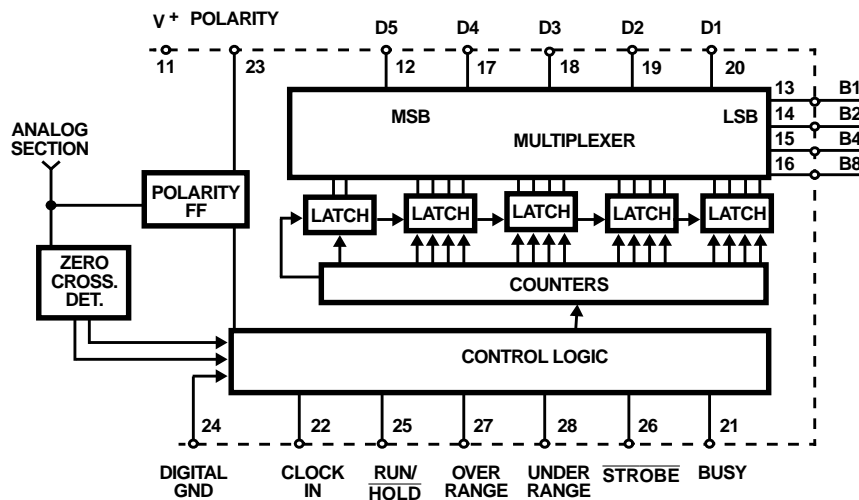 V+ POLARITY D5 D4 D3 D2 D1
11 23 12 17 18 19 20
13 B1
MSB LSB 14 B2
MULTIPLEXER
15 B4
16 B8
ANALOG
SECTION
POLARITY
FF
LATCH LATCH LATCH LATCH LATCH
ZERO
CROSS.
DET.
COUNTERS
CONTROL LOGIC
24 22 25 27 28 26 21
DIGITAL CLOCK RUN/ OVER UNDER STROBE BUSY
GND IN HOLD RANGE RANGE